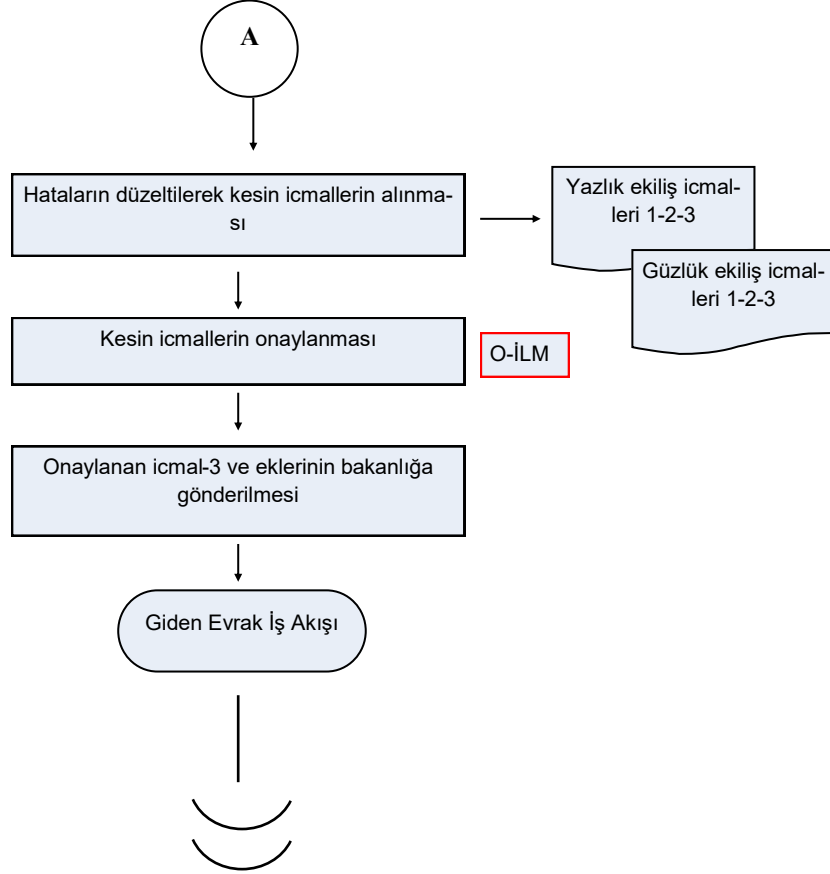 A
Hataların düzeltilerek kesin icmallerin alınma-
sı
Yazlık ekiliş icmal-
leri 1-2-3
Güzlük ekiliş icmal-
leri 1-2-3
Kesin icmallerin onaylanması
O-İLM
Onaylanan icmal-3 ve eklerinin bakanlığa
gönderilmesi
Giden Evrak İş Akışı